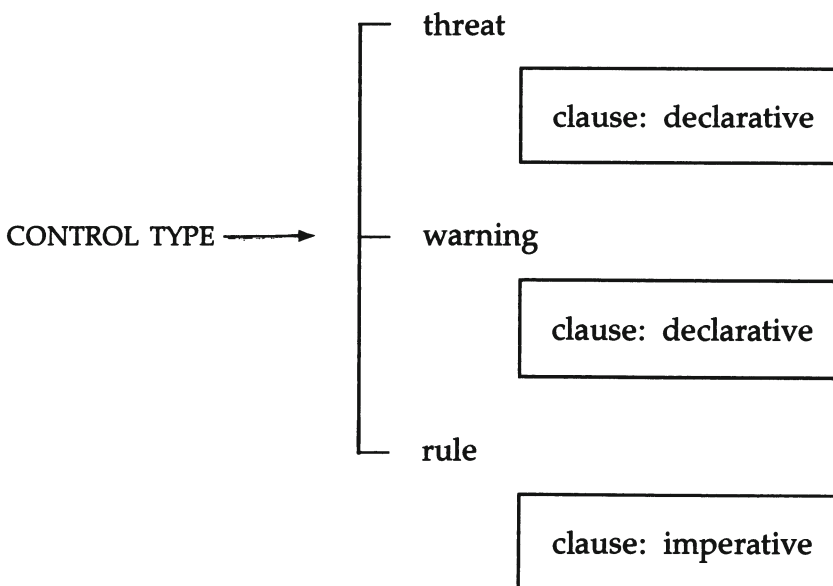 threat
clause: declarative
CONTROL TYPE
warning
clause: declarative
rule
clause: imperative